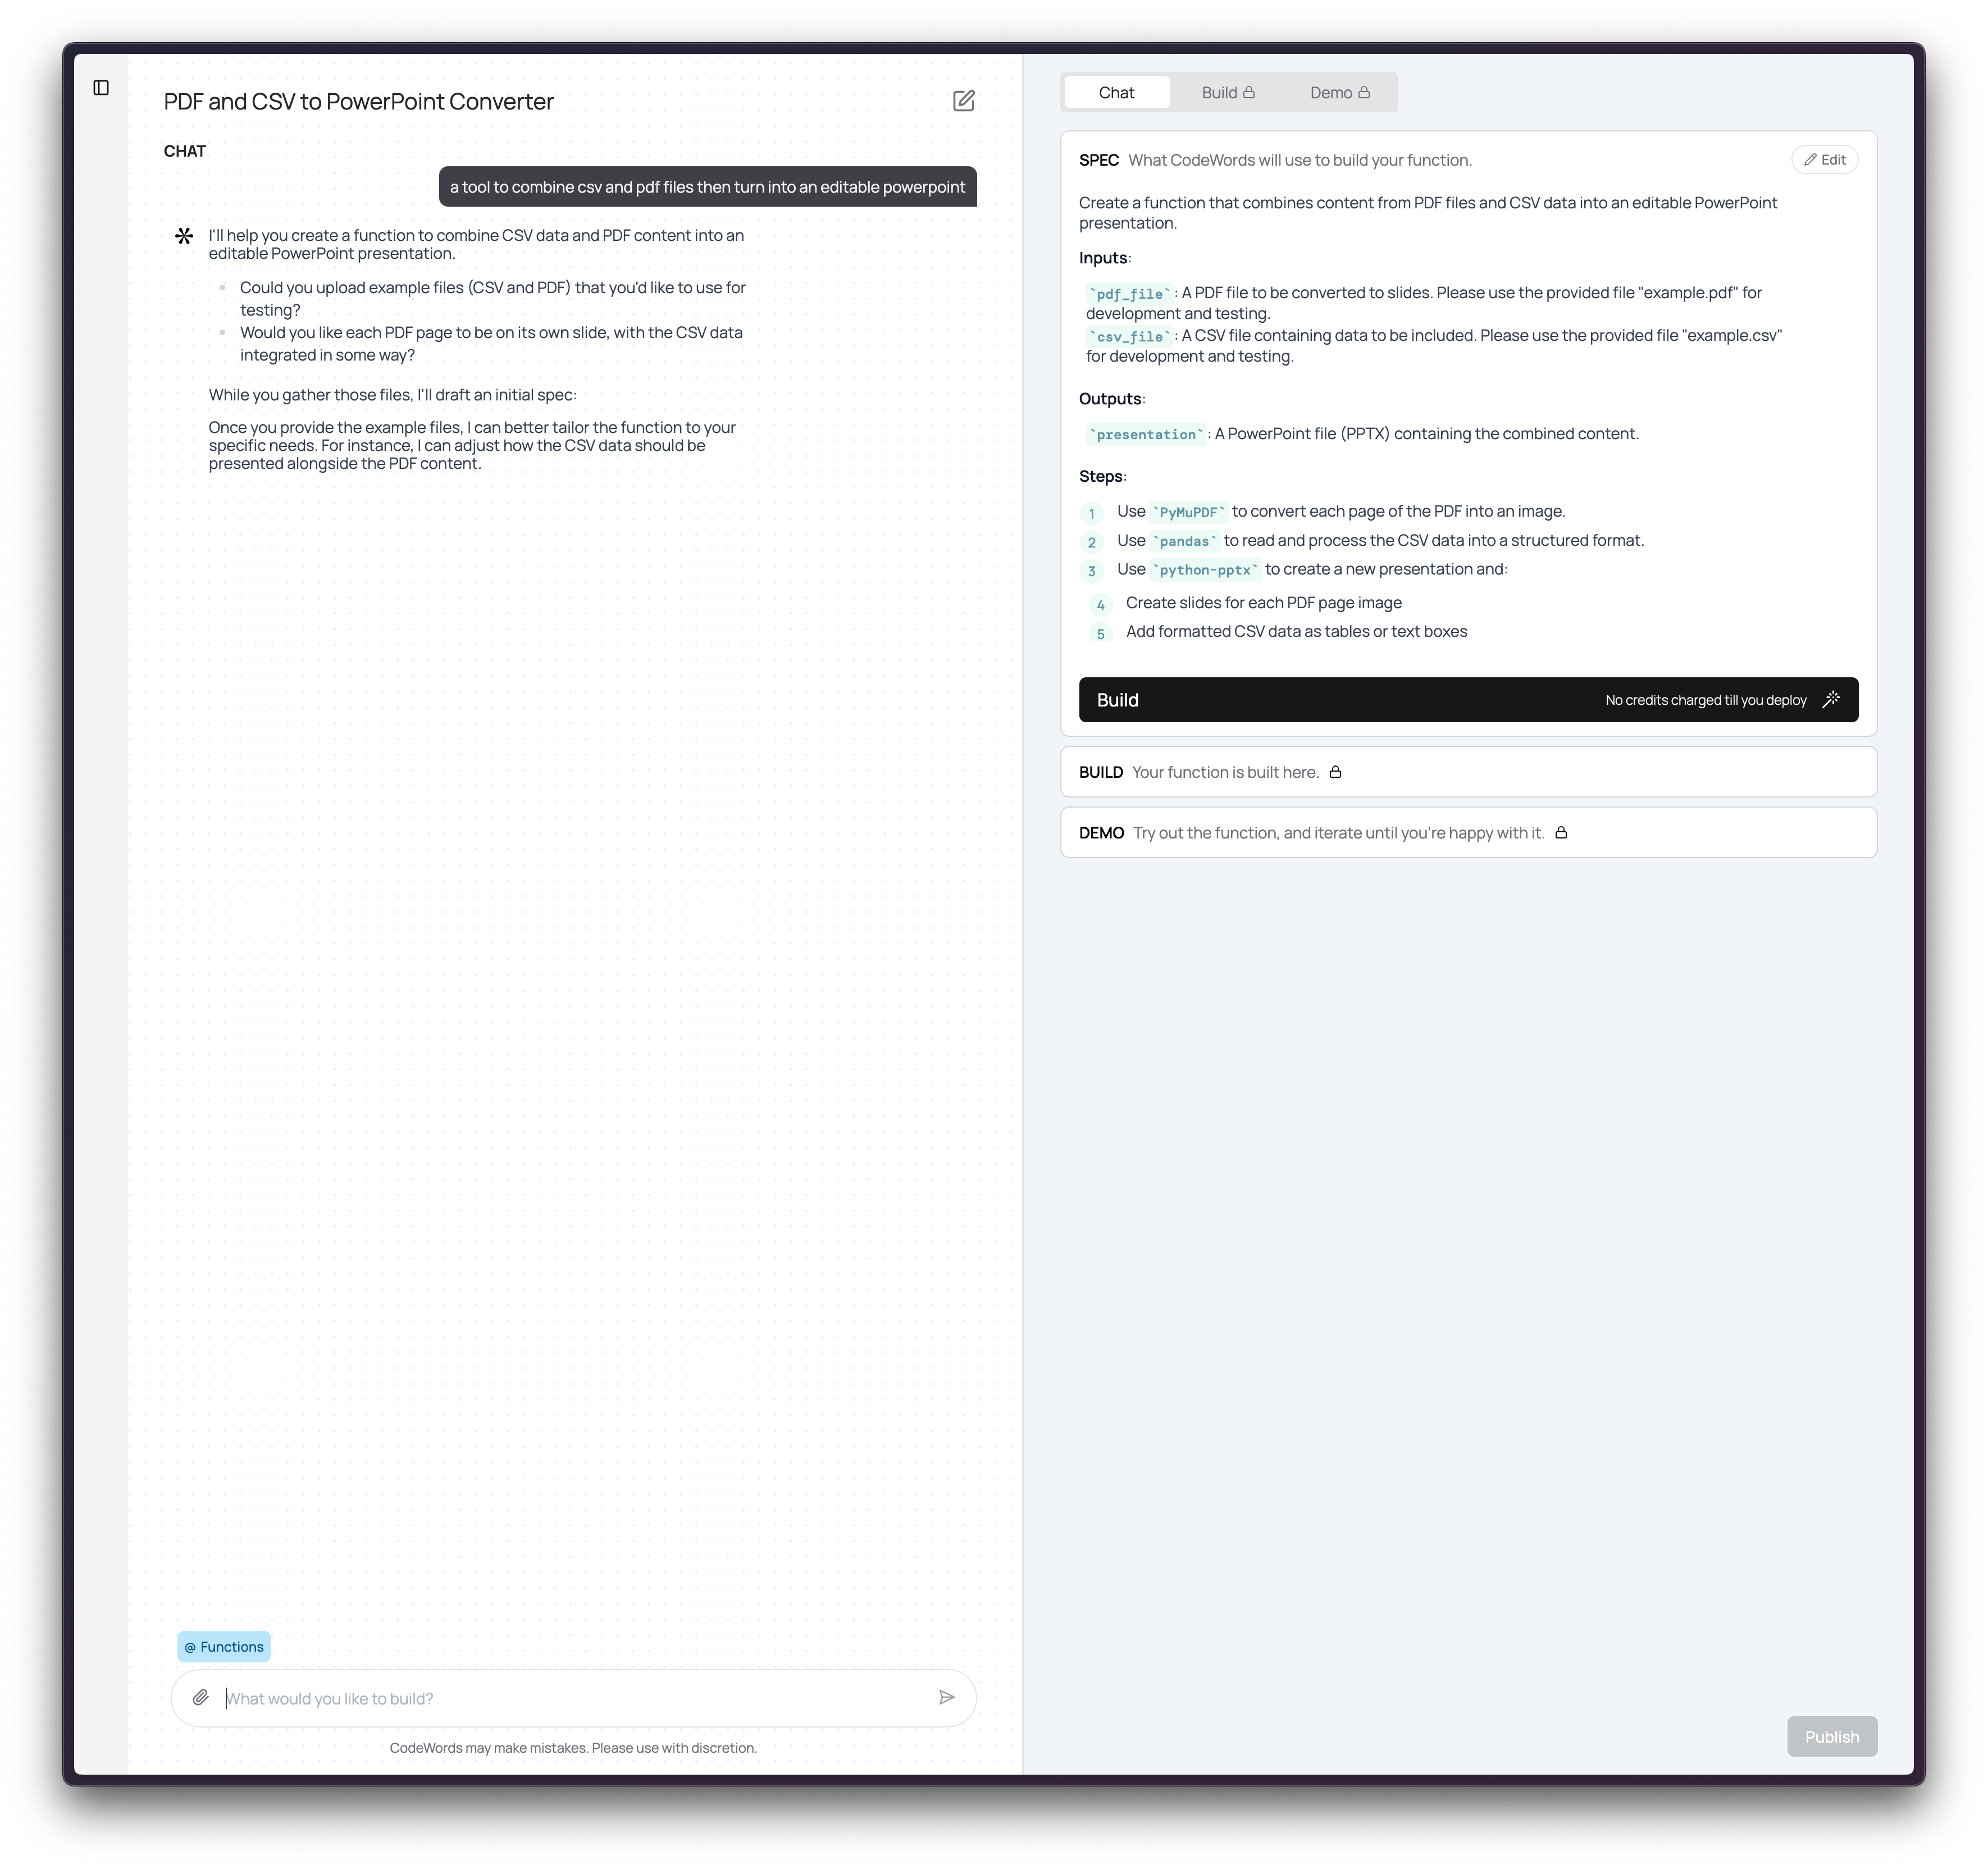 PDF and CSV to PowerPoint Converter
CHAT
a tool to combine csv and pdf files then turn into an editable powerpoint
I'll help you create a function to combine CSV data and PDF content into an
editable PowerPoint presentation.
Could you upload example files (CSV and PDF) that you'd like to use for
testing?
Would you like each PDF page to be on its own slide, with the CSV data
integrated in some way?
While you gather those files, I'll draft an initial spec:
Once you provide the example files, I can better tailor the function to your
specific needs. For instance, I can adjust how the CSV data should be
presented alongside the PDF content.
@ Functions
What would you like to build?
CodeWords may make mistakes. Please use with discretion.
Chat
Build
Demo
SPEC What CodeWords will use to build your function.
Edit
Create a function that combines content from PDF files and CSV data into an editable PowerPoint
presentation.
Inputs:
`pdf_file`: A PDF file to be converted to slides. Please use the provided file "example.pdf" for
development and testing.
`csv_file`: A CSV file containing data to be included. Please use the provided file "example.csv"
for development and testing.
Outputs:
`presentation`: A PowerPoint file (PPTX) containing the combined content.
Steps:
1 Use `PyMuPDF` to convert each page of the PDF into an image.
2 Use `pandas` to read and process the CSV data into a structured format.
3 Use `python-pptx` to create a new presentation and:
4 Create slides for each PDF page image
5 Add formatted CSV data as tables or text boxes
Build
No credits charged till you deploy
BUILD Your function is built here.
DEMO Try out the function, and iterate until you're happy with it.
Publish